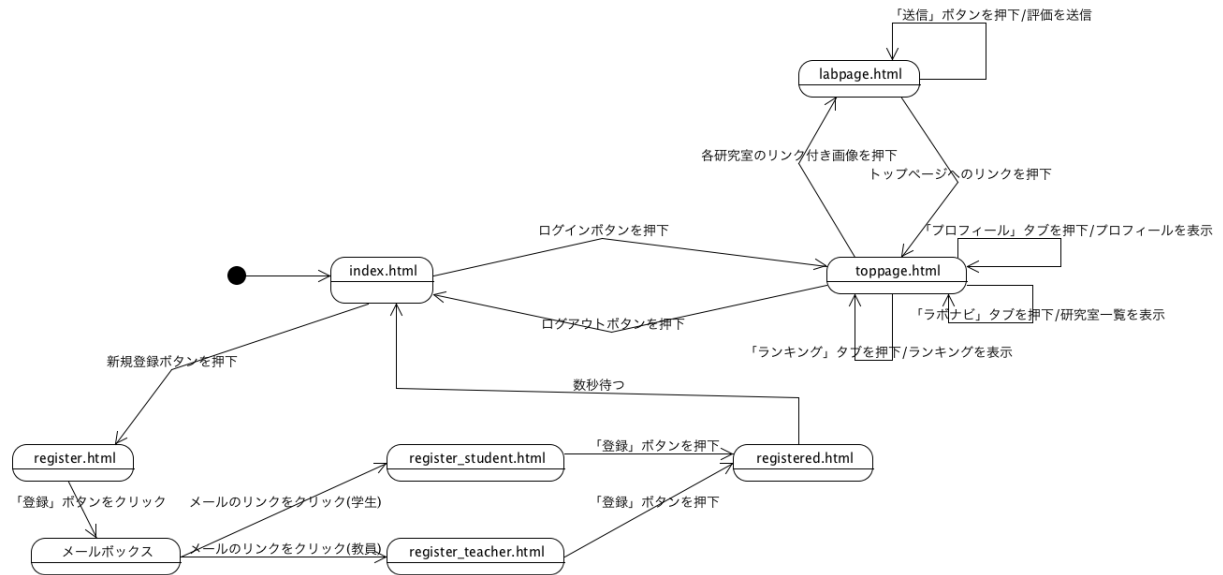 「送信」ボタンを押下/評価を送信
labpage.html
各研究室のリンク付き画像を押下
トップページへのリンクを押下
ログインボタンを押下
「プロフィール」タブを押下/プロフィールを表示
index.html
toppage.html
ログアウトボタンを押下
「ラボナビ」タブを押下/研究室一覧を表示
「ランキング」タブを押下/ランキングを表示
新規登録ボタンを押下
数秒待つ
register.html
register_student.html
「登録」ボタンを押下
registered.html
「登録」ボタンをクリック
メールのリンクをクリック(学生)
「登録」ボタンを押下
メールボックス
メールのリンクをクリック(教員)
register_teacher.html